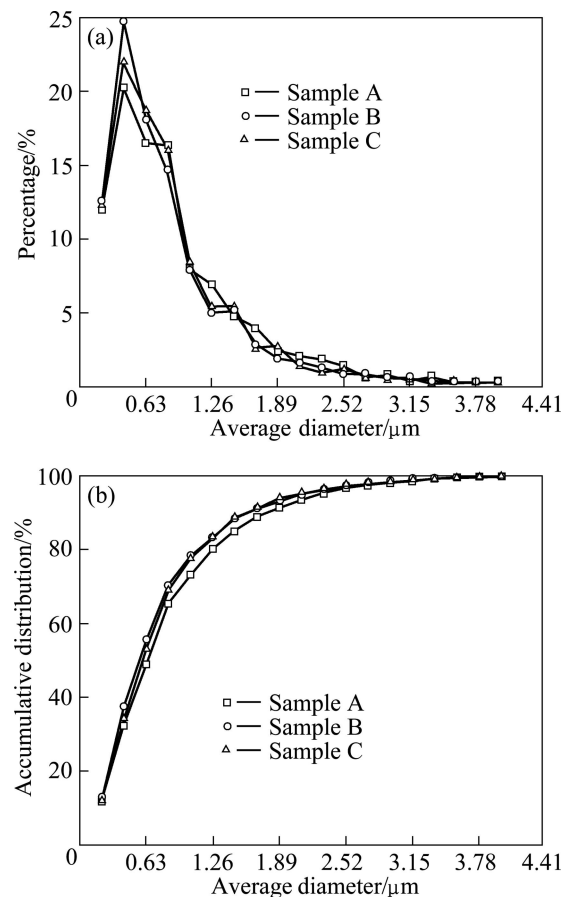 (a)
25
20
15
10
5
0
Percentage/%
Sample A
Sample B
Sample C
0.63 1.26 1.89 2.52 3.15 3.78 4.41
Average diameter/μm
(b)
100
80
60
40
20
0
Accumulative distribution/%
Sample A
Sample B
Sample C
0.63 1.26 1.89 2.52 3.15 3.78 4.41
Average diameter/μm